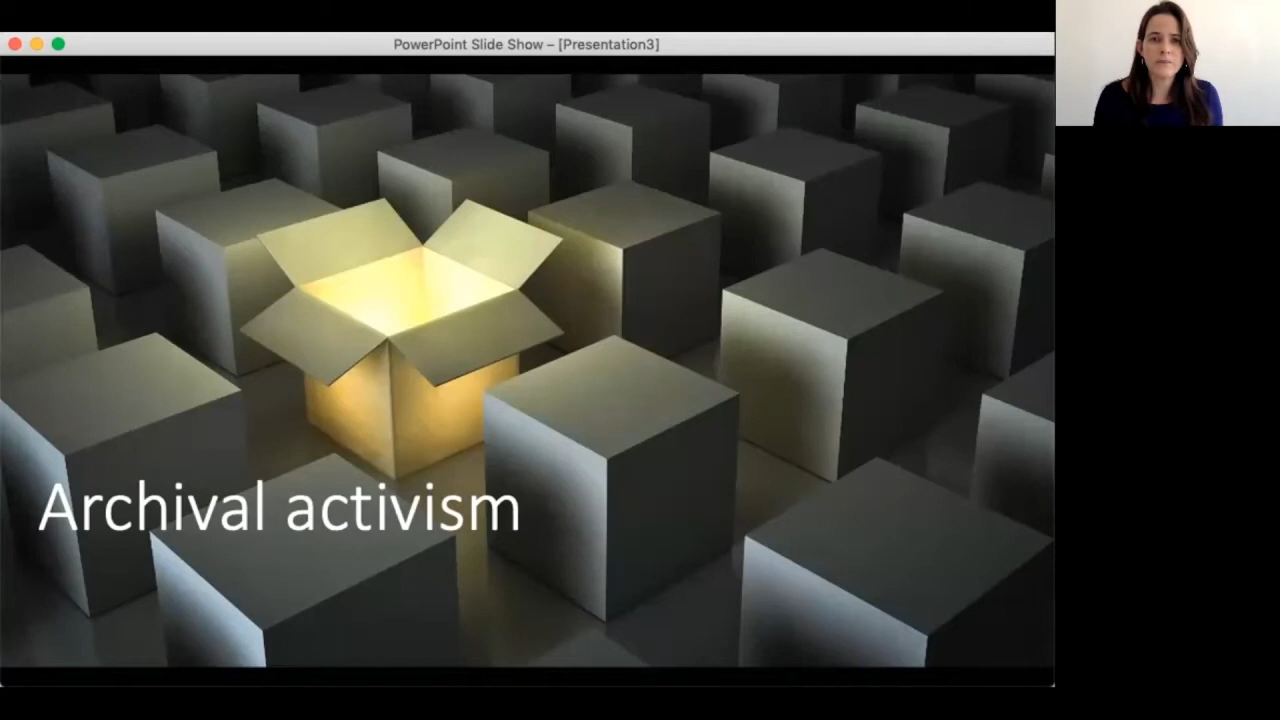 PowerPoint Slide Show – [Presentation3]
Archival activism